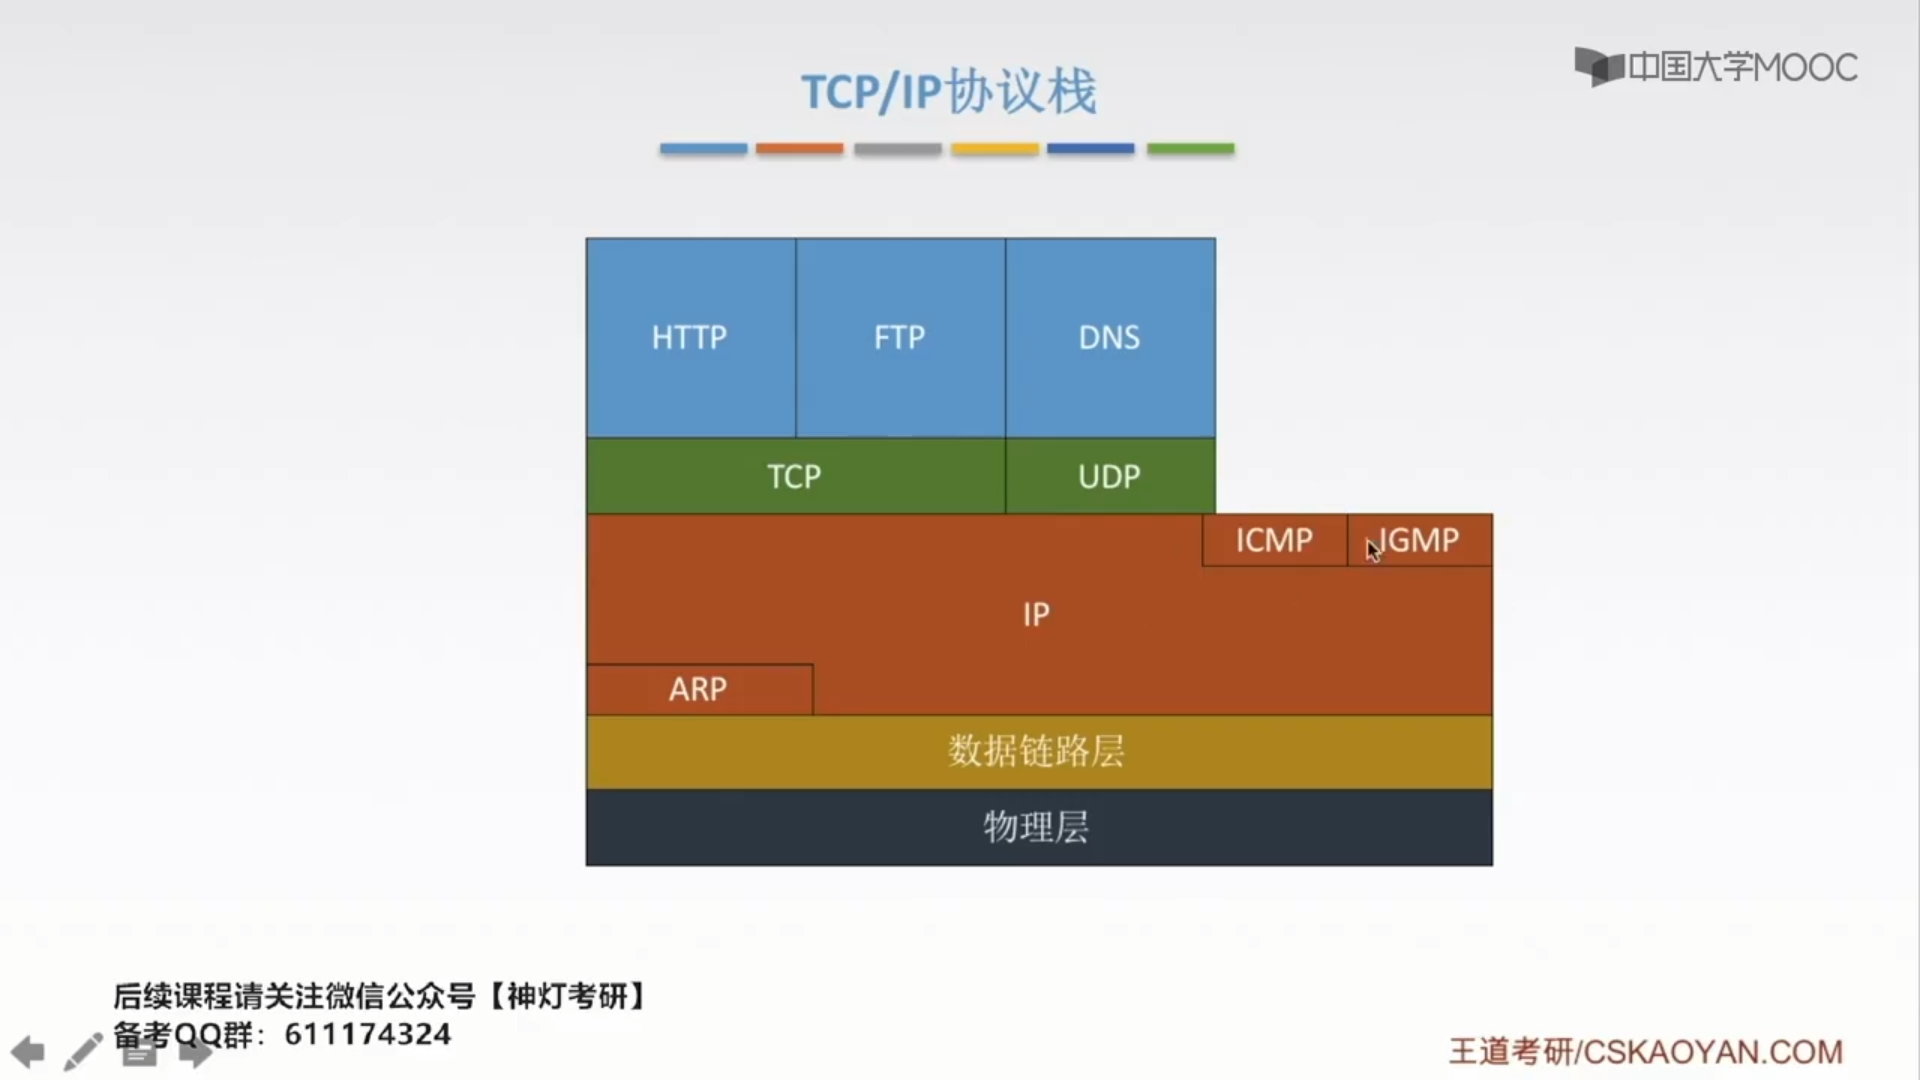 中国大学MOOC
TCP/IP协议栈
HTTP
FTP
DNS
TCP
UDP
ICMP
IGMP
IP
ARP
数据链路层
物理层
后续课程请关注微信公众号【神灯考研】
备考QQ群：611174324
王道考研/CSKAOYAN.COM